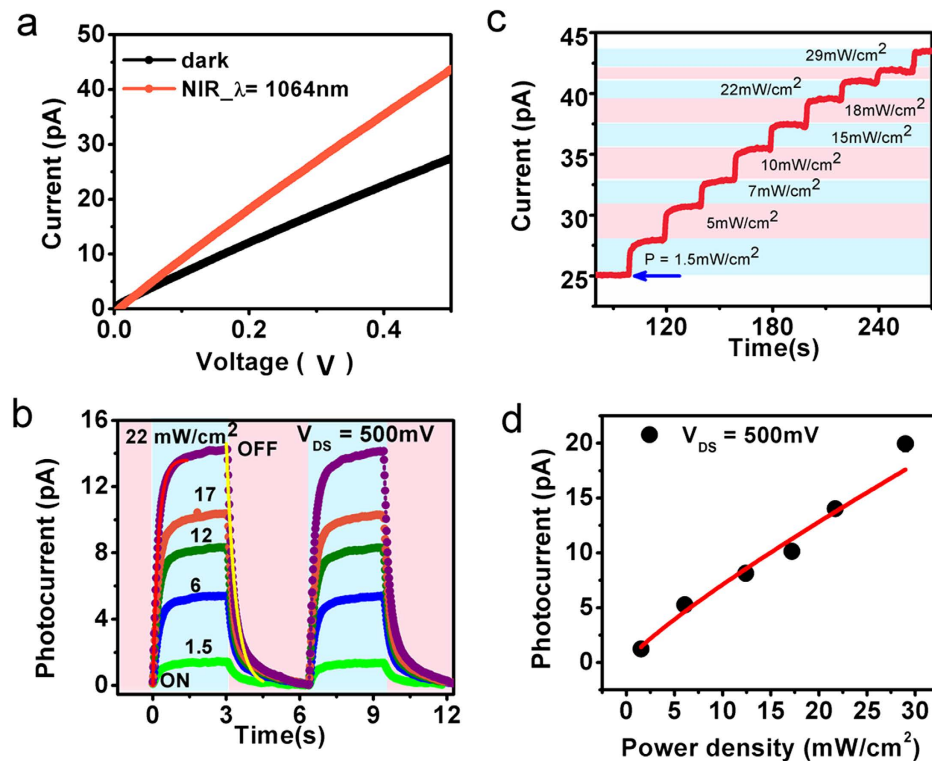 a
Current (pA)
50
40
30
20
10
0
dark
NIR_λ= 1064nm
0.0
0.2
0.4
Voltage ( V )
b
Photocurrent (pA)
16
12
8
4
0
22 mW/cm²
OFF
V_DS = 500mV
17
12
6
1.5
ON
0
3
6
9
12
Time(s)
c
Current (pA)
45
40
35
30
25
29mW/cm²
22mW/cm²
18mW/cm²
15mW/cm²
10mW/cm²
7mW/cm²
5mW/cm²
P = 1.5mW/cm²
120
180
240
Time(s)
d
Photocurrent (pA)
20
15
10
5
0
V_DS = 500mV
0
5
10
15
20
25
30
Power density (mW/cm²)